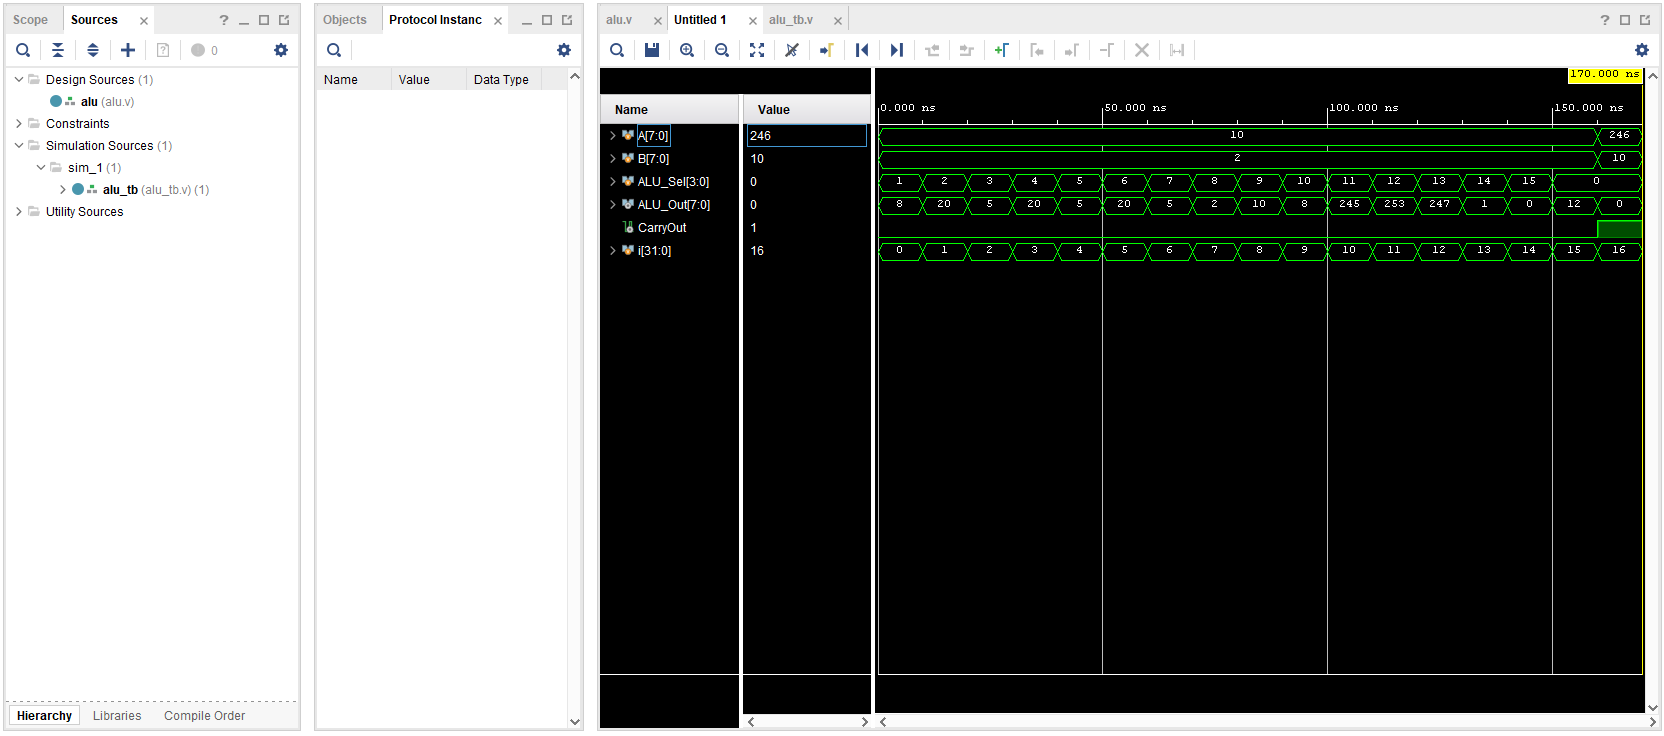 Scope Sources
0
Design Sources (1)
alu (alu.v)
Constraints
Simulation Sources (1)
sim_1 (1)
alu_tb (alu_tb.v) (1)
Utility Sources
Hierarchy Libraries Compile Order
Objects Protocol Instanc
Name Value Data Type
alu.v Untitled 1 alu_tb.v
170.000 ns
Name Value 0.000 ns 50.000 ns 100.000 ns 150.000 ns
A[7:0] 246 10 246
B[7:0] 10 2 10
ALU_Sel[3:0] 0 1 2 3 4 5 6 7 8 9 10 11 12 13 14 15 0
ALU_Out[7:0] 0 8 20 5 20 5 20 5 2 10 8 245 253 247 1 0 12 0
CarryOut 1
i[31:0] 16 0 1 2 3 4 5 6 7 8 9 10 11 12 13 14 15 16